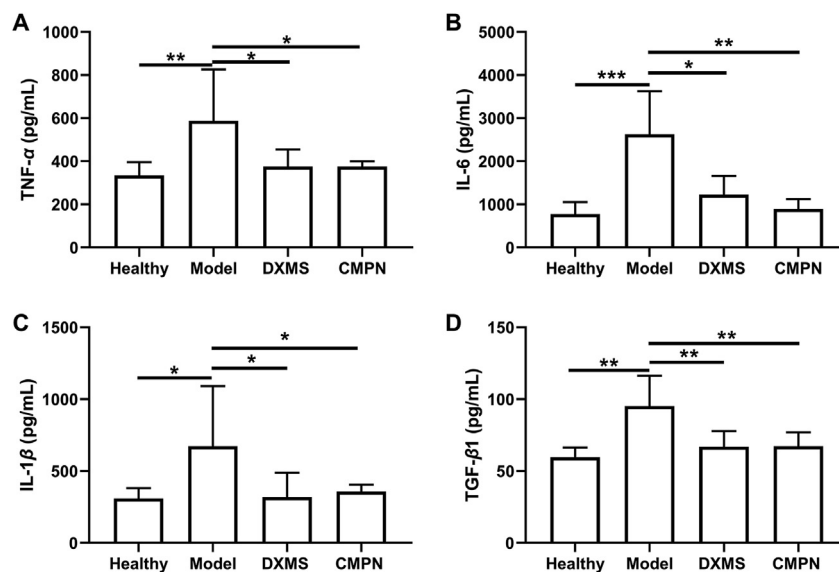 A
TNF-α (pg/mL)
1000
800
600
400
200
0
**
*
*
Healthy Model DXMS CMPN
B
IL-6 (pg/mL)
5000
4000
3000
2000
1000
0
***
*
**
Healthy Model DXMS CMPN
C
IL-1β (pg/mL)
1500
1000
500
0
*
*
*
Healthy Model DXMS CMPN
D
TGF-β1 (pg/mL)
150
100
50
0
**
**
**
Healthy Model DXMS CMPN